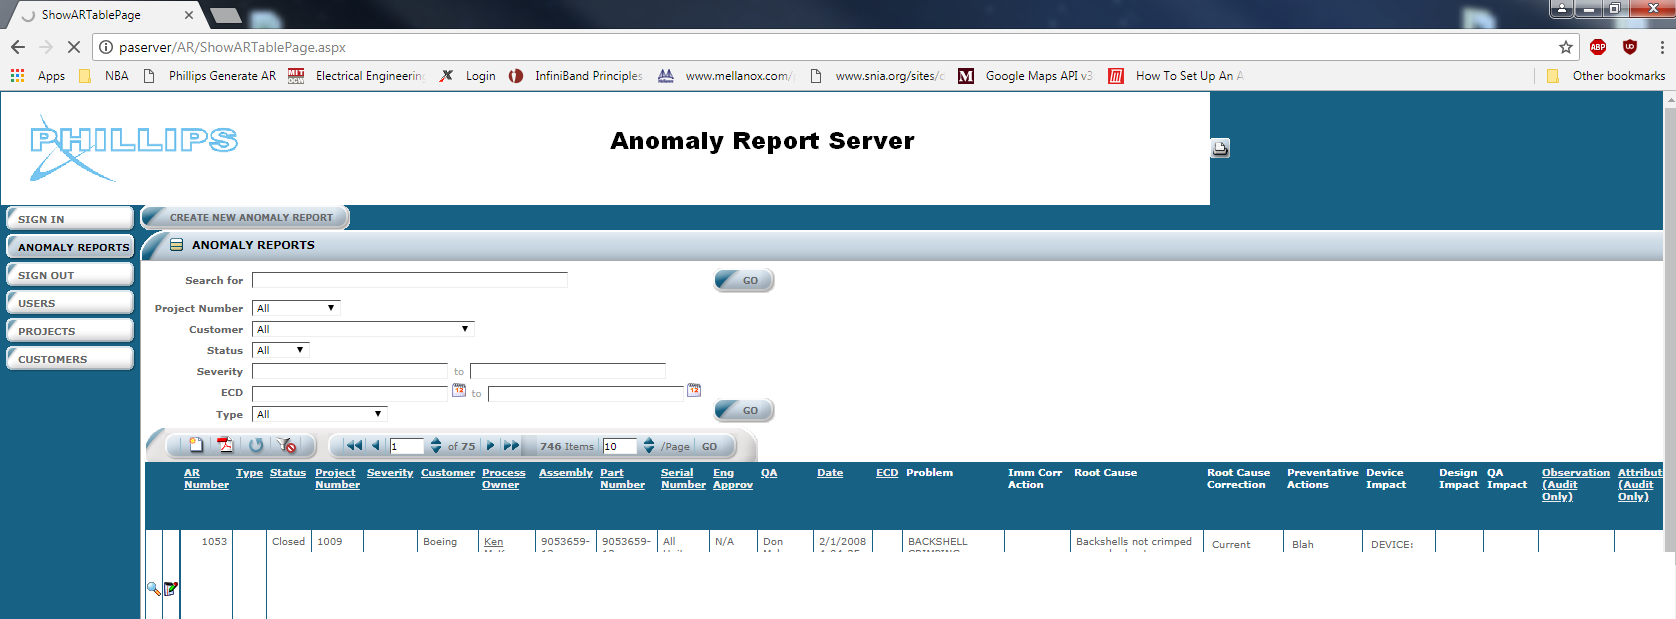 ShowARTablePage
paserver/AR/ShowARTablePage.aspx
ABP
Apps NBA Phillips Generate AR MIT OCW Electrical Engineering Login InfiniBand Principles www.mellanox.com/ www.snia.org/sites/ M Google Maps API v3 How To Set Up An A Other bookmarks
PHILLIPS
Anomaly Report Server
SIGN IN
ANOMALY REPORTS
SIGN OUT
USERS
PROJECTS
CUSTOMERS
CREATE NEW ANOMALY REPORT
ANOMALY REPORTS
Search for GO
Project Number All
Customer All
Status All
Severity to
ECD 12 to 12
Type All GO
1 of 75 746 Items 10 /Page GO
AR Number Type Status Project Number Severity Customer Process Owner Assembly Part Number Serial Number Eng Approv QA Date ECD Problem Imm Corr Action Root Cause Root Cause Correction Preventative Actions Device Impact Design Impact QA Impact Observation (Audit Only) Attribut (Audit Only)
1053 Closed 1009 Boeing Ken 9053659- 9053659- All N/A Don 2/1/2008 BACKSHELL Backshells not crimped Current Blah DEVICE: